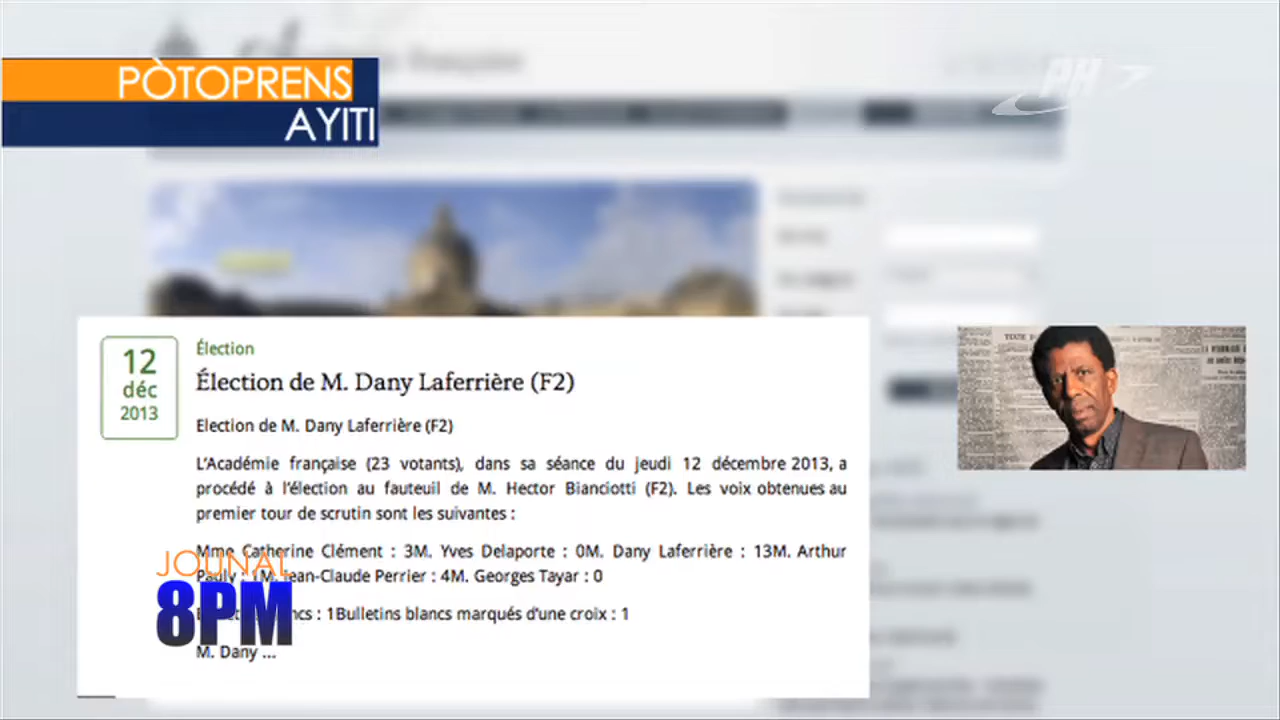 PÒTOPRENS
AYITI
PH
12
déc
2013
Élection
Élection de M. Dany Laferrière (F2)
Election de M. Dany Laferrière (F2)
L'Académie française (23 votants), dans sa séance du jeudi 12 décembre 2013, a
procédé à l'élection au fauteuil de M. Hector Bianciotti (F2). Les voix obtenues au
premier tour de scrutin sont les suivantes :
Mme Catherine Clément : 3M. Yves Delaporte : 0M. Dany Laferrière : 13M. Arthur
: 1M. Jean-Claude Perrier : 4M. Georges Tayar : 0
: 1Bulletins blancs marqués d'une croix : 1
M. Dany ...
JOUNAL
8PM